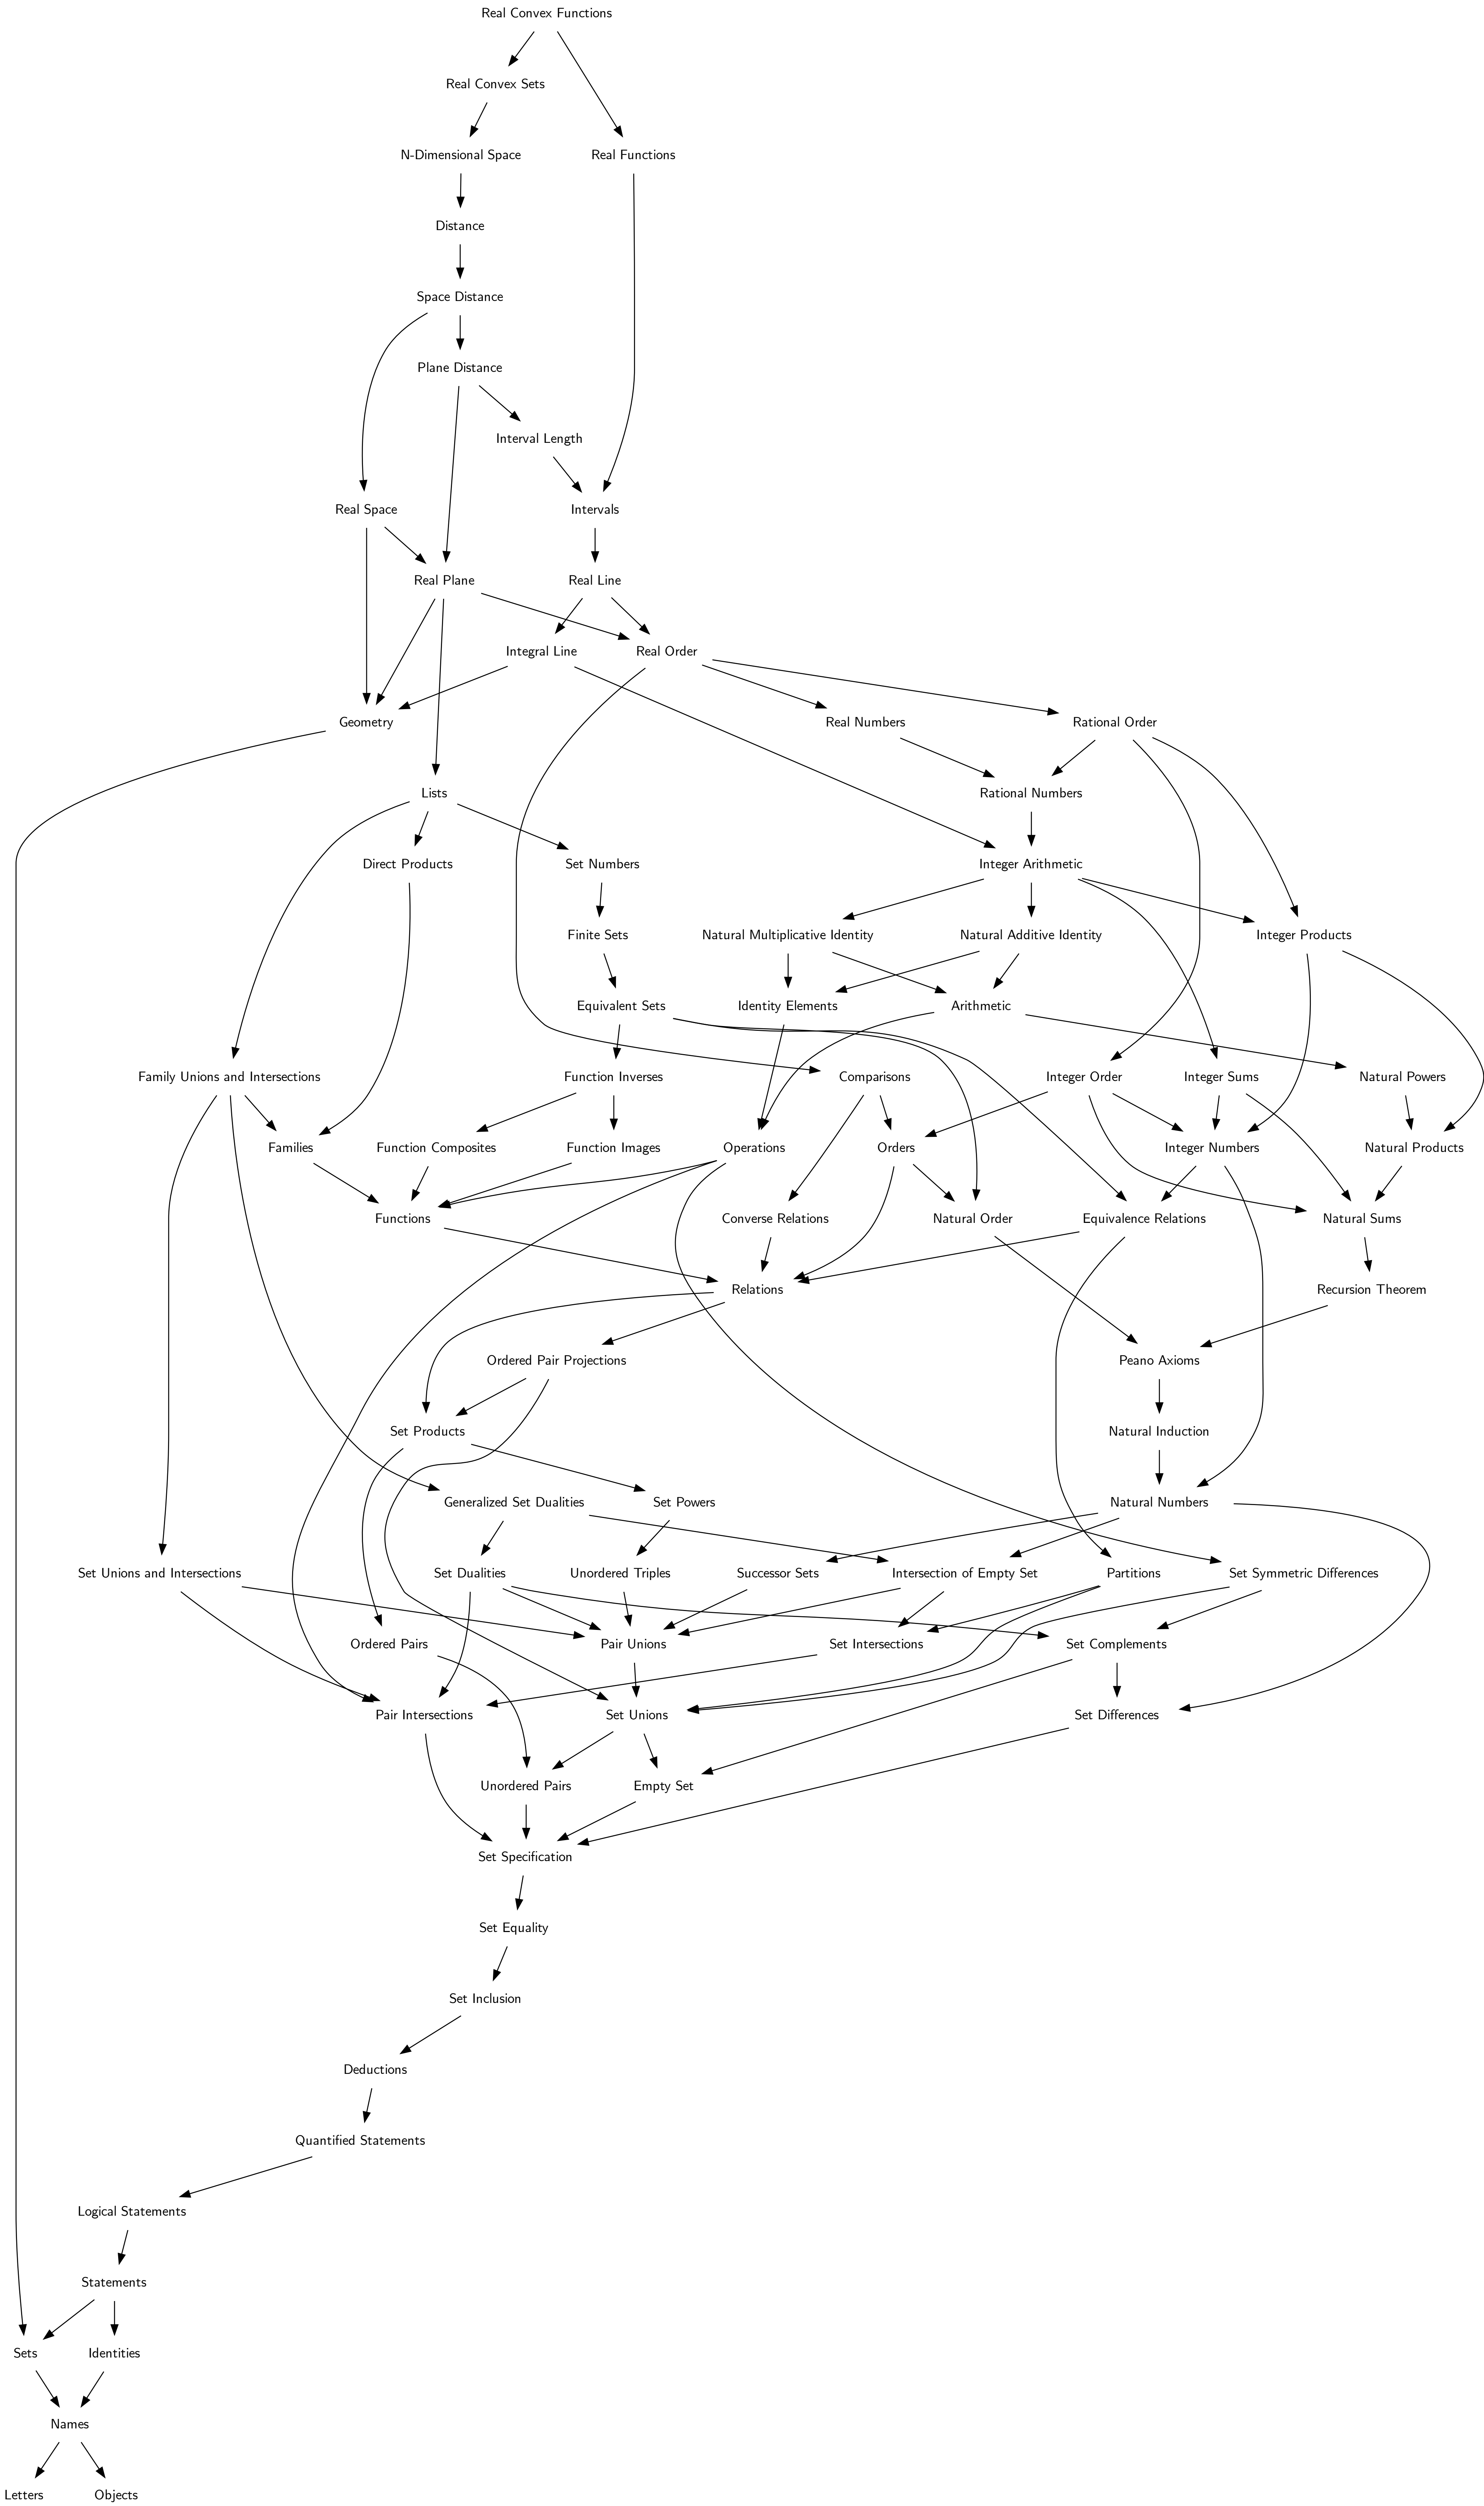 Real Convex Functions
Real Convex Sets
N-Dimensional Space
Real Functions
Distance
Space Distance
Plane Distance
Interval Length
Real Space
Intervals
Real Plane
Real Line
Integral Line
Real Order
Geometry
Real Numbers
Rational Order
Lists
Rational Numbers
Direct Products
Set Numbers
Integer Arithmetic
Finite Sets
Natural Multiplicative Identity
Natural Additive Identity
Integer Products
Equivalent Sets
Identity Elements
Arithmetic
Family Unions and Intersections
Function Inverses
Comparisons
Integer Order
Integer Sums
Natural Powers
Families
Function Composites
Function Images
Operations
Orders
Integer Numbers
Natural Products
Functions
Converse Relations
Natural Order
Equivalence Relations
Natural Sums
Relations
Recursion Theorem
Ordered Pair Projections
Peano Axioms
Set Products
Natural Induction
Generalized Set Dualities
Set Powers
Natural Numbers
Set Unions and Intersections
Set Dualities
Unordered Triples
Successor Sets
Intersection of Empty Set
Partitions
Set Symmetric Differences
Ordered Pairs
Pair Unions
Set Intersections
Set Complements
Pair Intersections
Set Unions
Set Differences
Unordered Pairs
Empty Set
Set Specification
Set Equality
Set Inclusion
Deductions
Quantified Statements
Logical Statements
Statements
Sets
Identities
Names
Letters
Objects